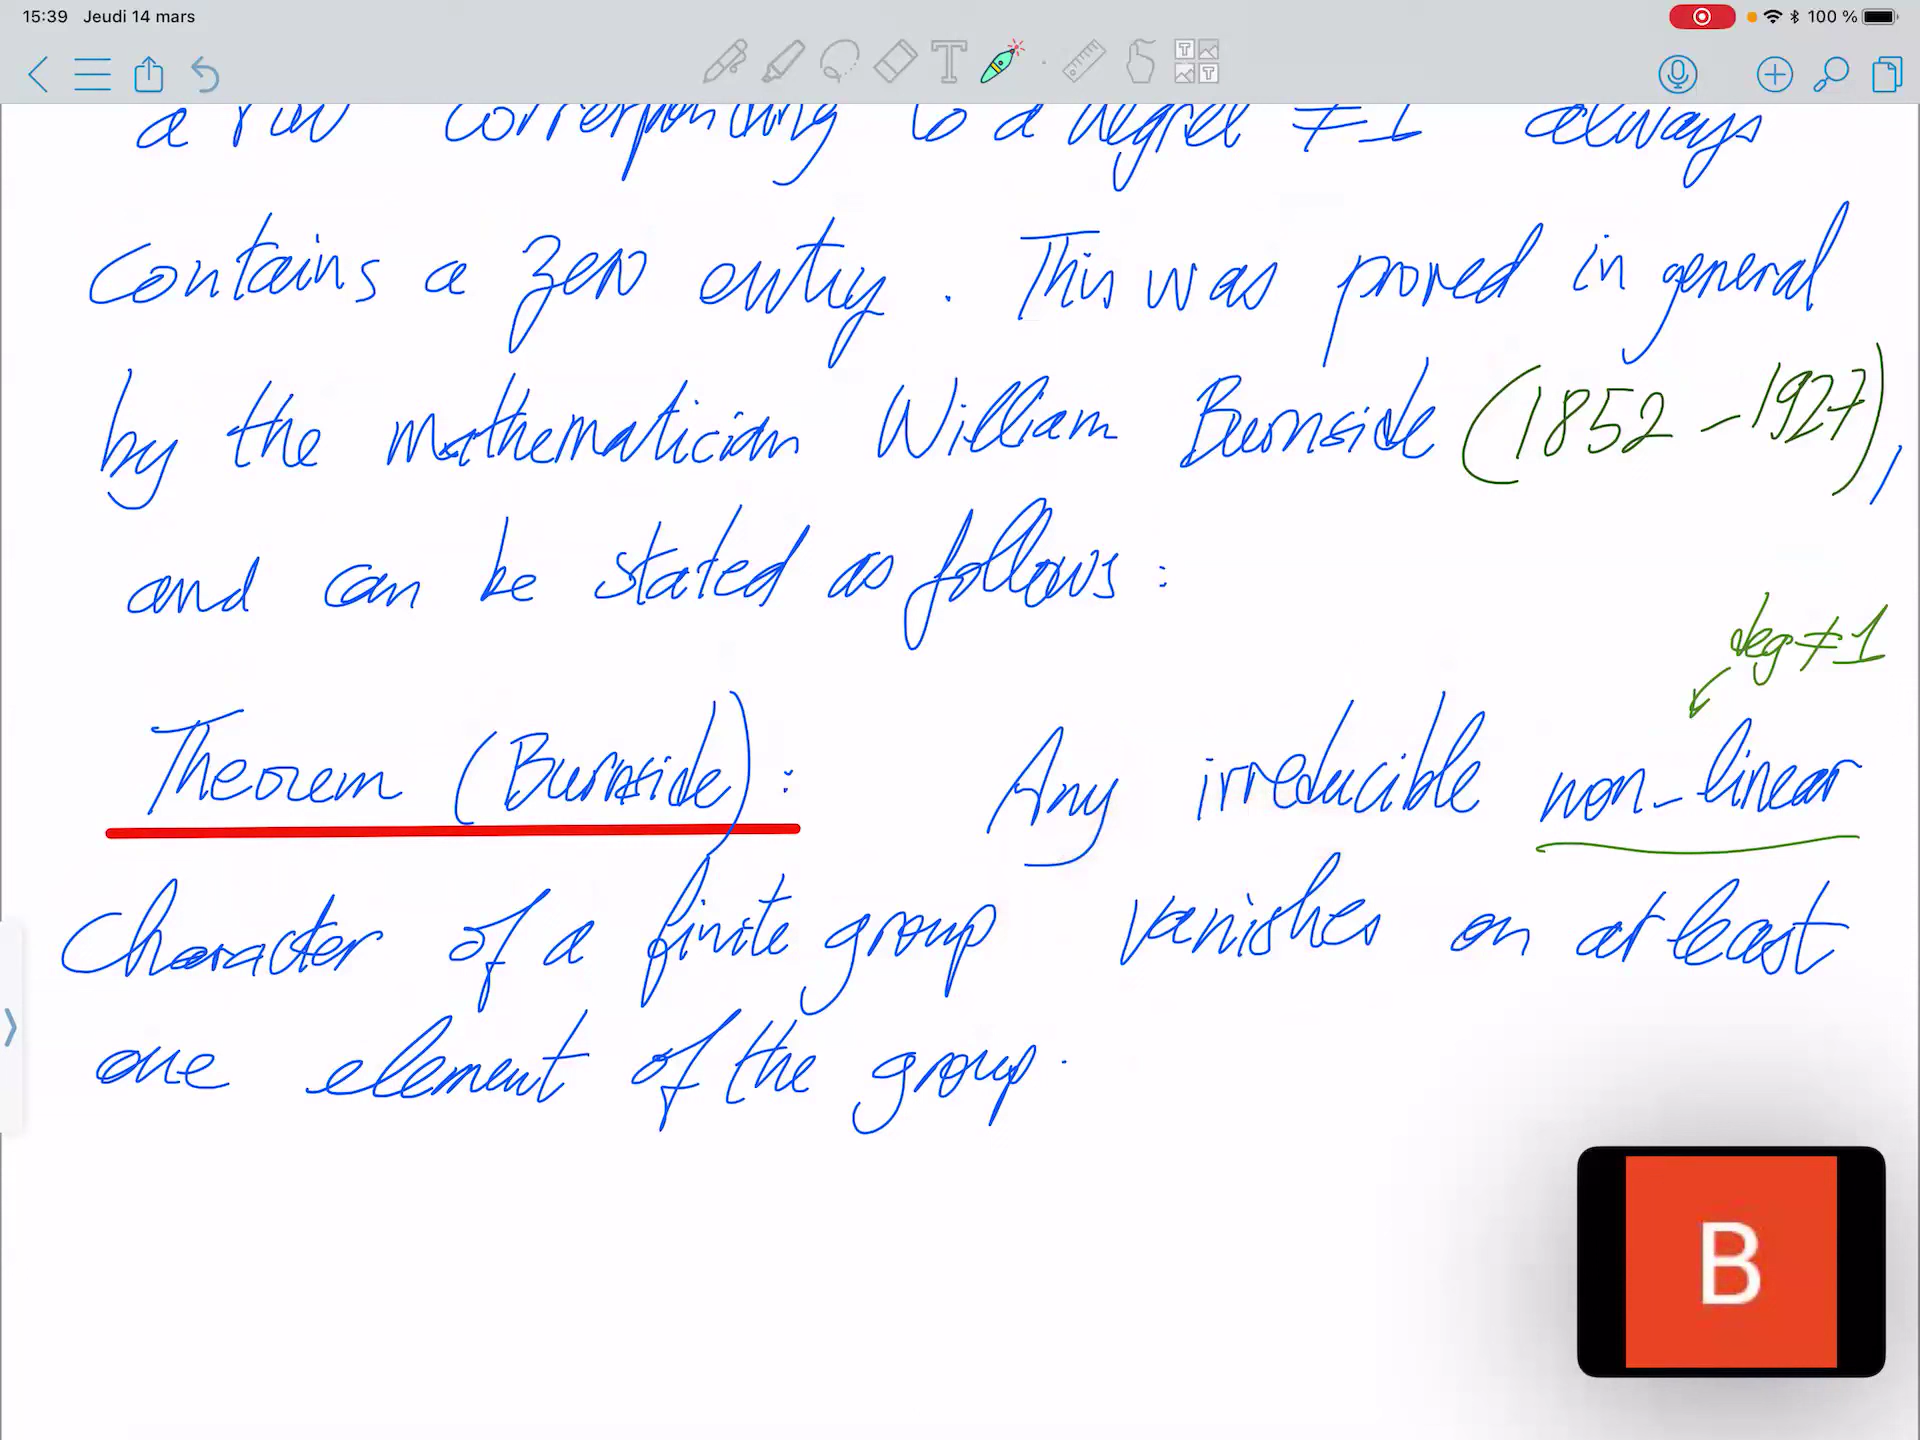 15:39 Jeudi 14 mars 100 %
a row corresponding to a degree ≠1 always
contains a zero entry. This was proved in general
by the mathematician William Burnside (1852 - 1927),
and can be stated as follows:
deg≠1
Theorem (Burnside): Any irreducible non-linear
character of a finite group vanishes on at least
one element of the group.
B